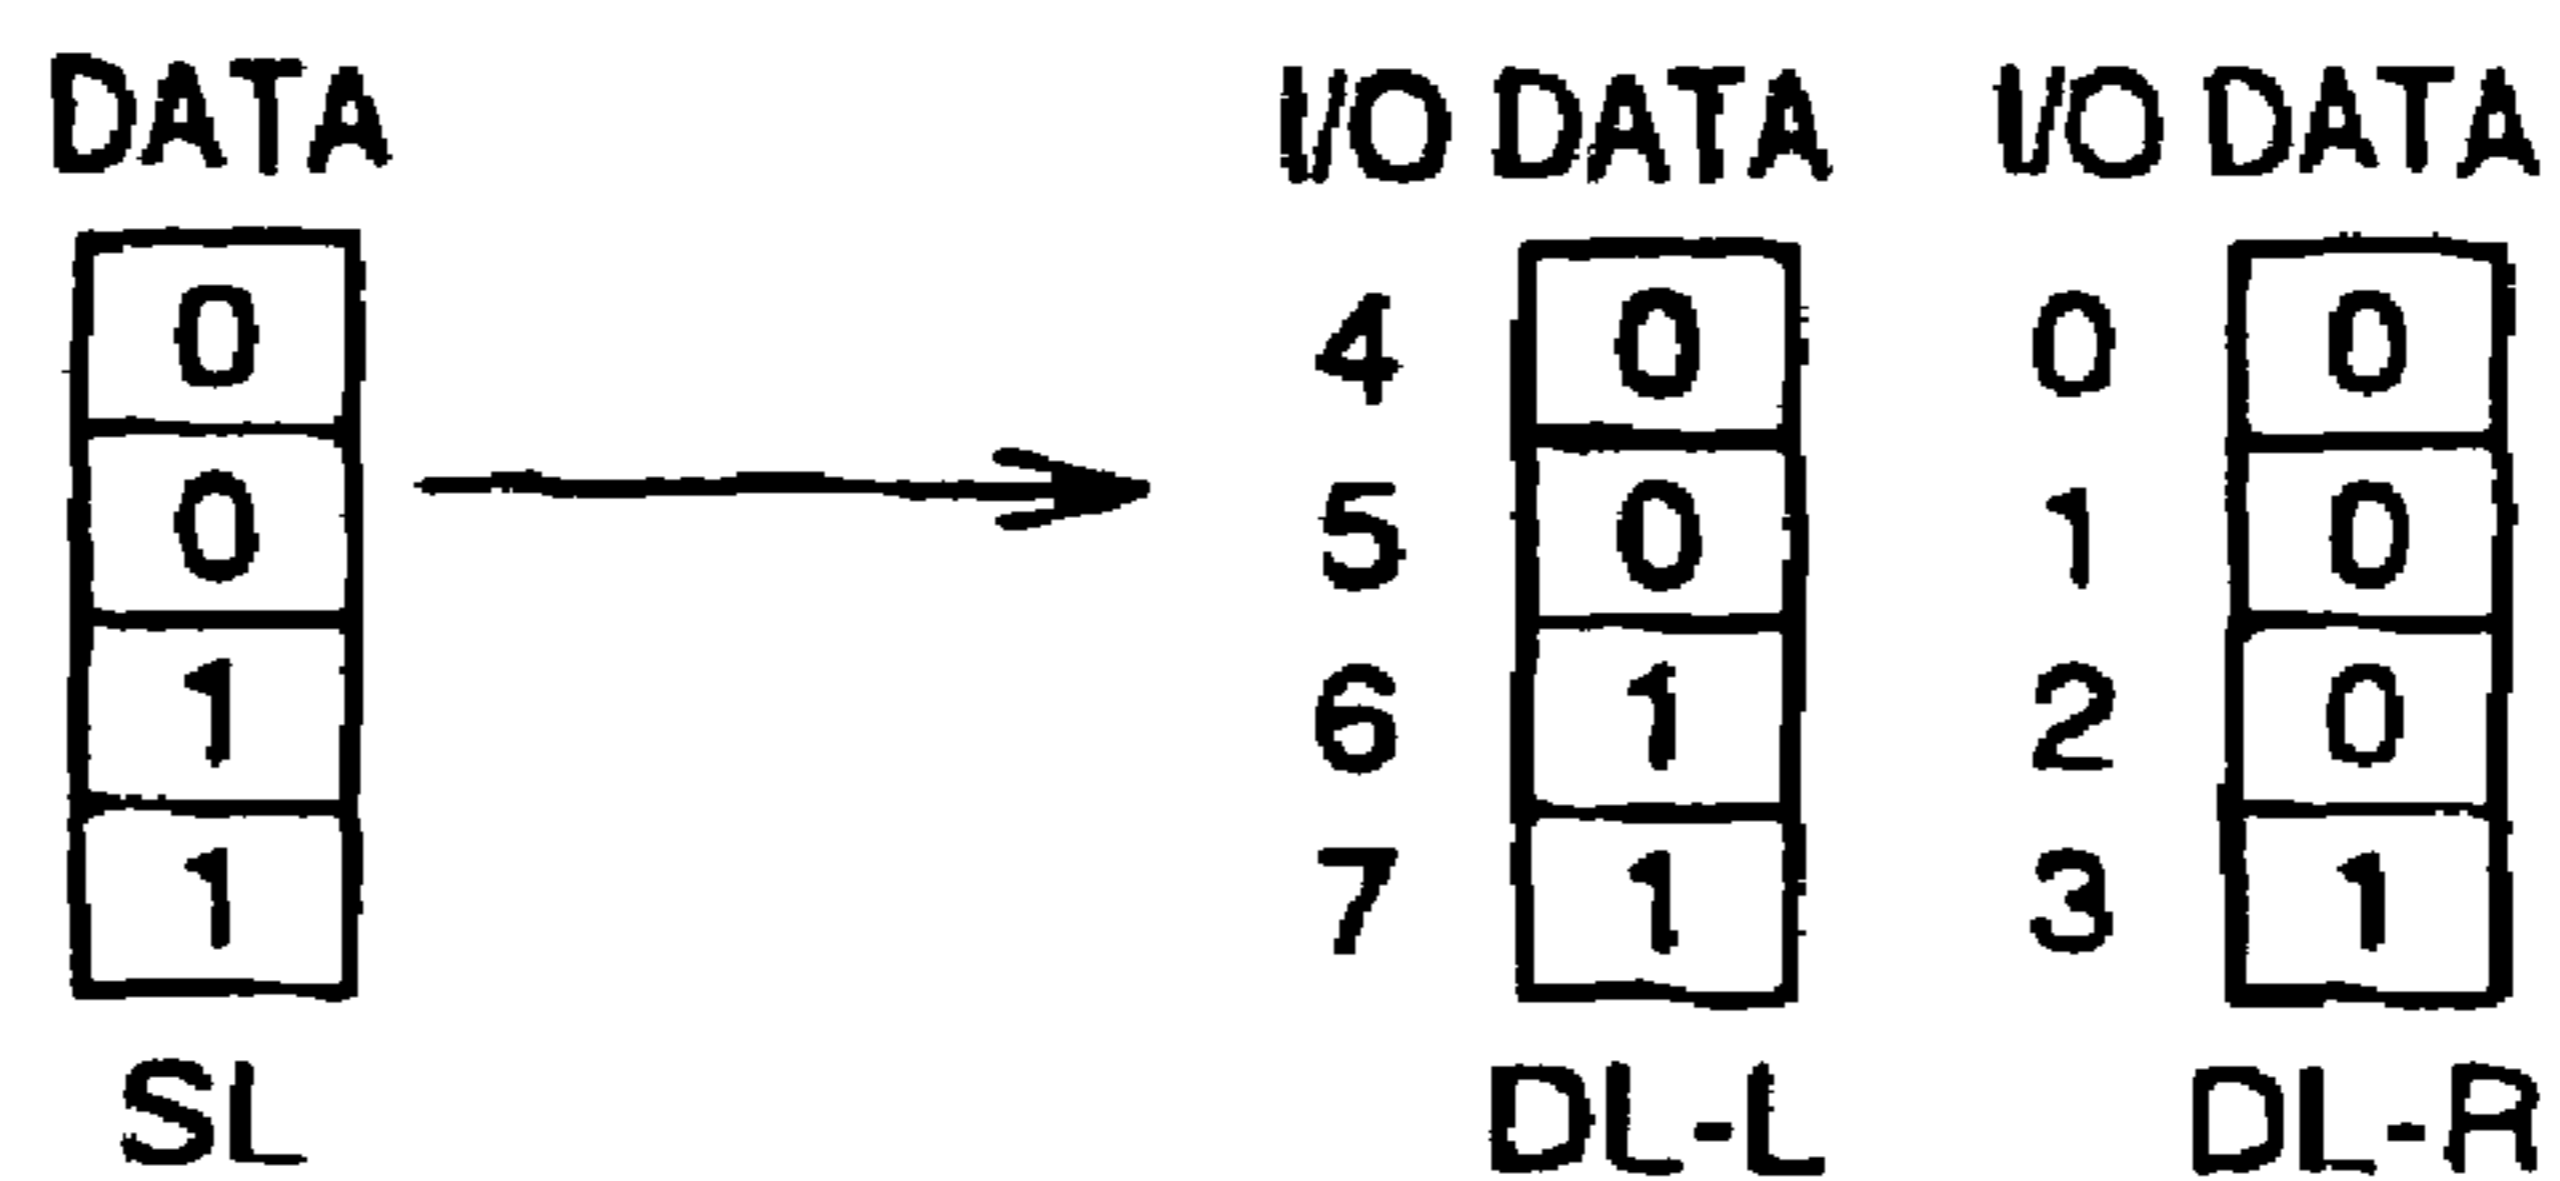 DATA I/O DATA I/O DATA
0 4 0 0 0
0 5 0 1 0
1 6 1 2 0
1 7 1 3 1
SL DL-L DL-R